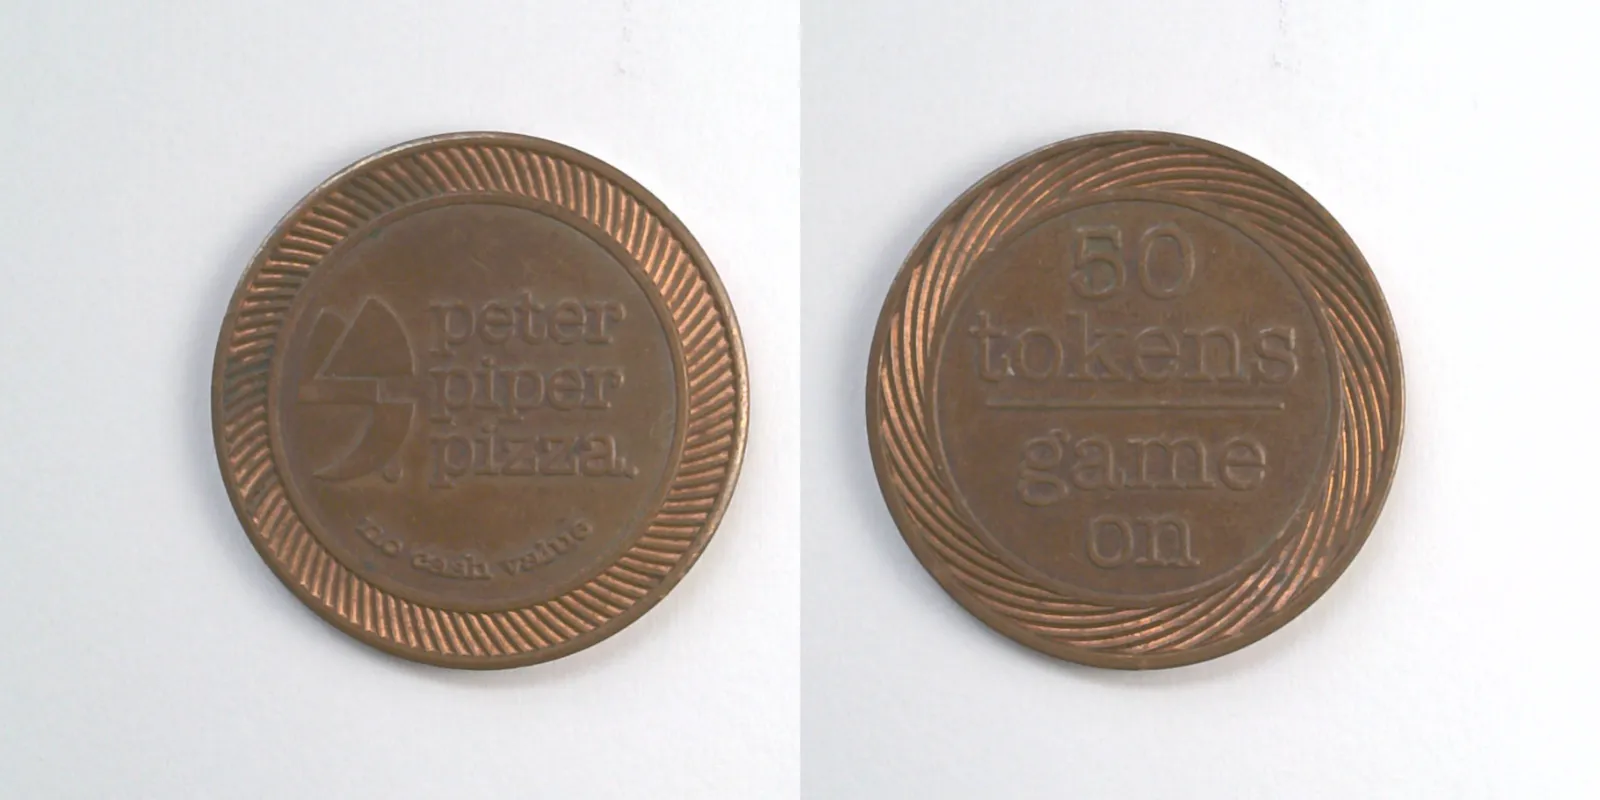 peter
piper
pizza
no cash value
50
tokens
game
on